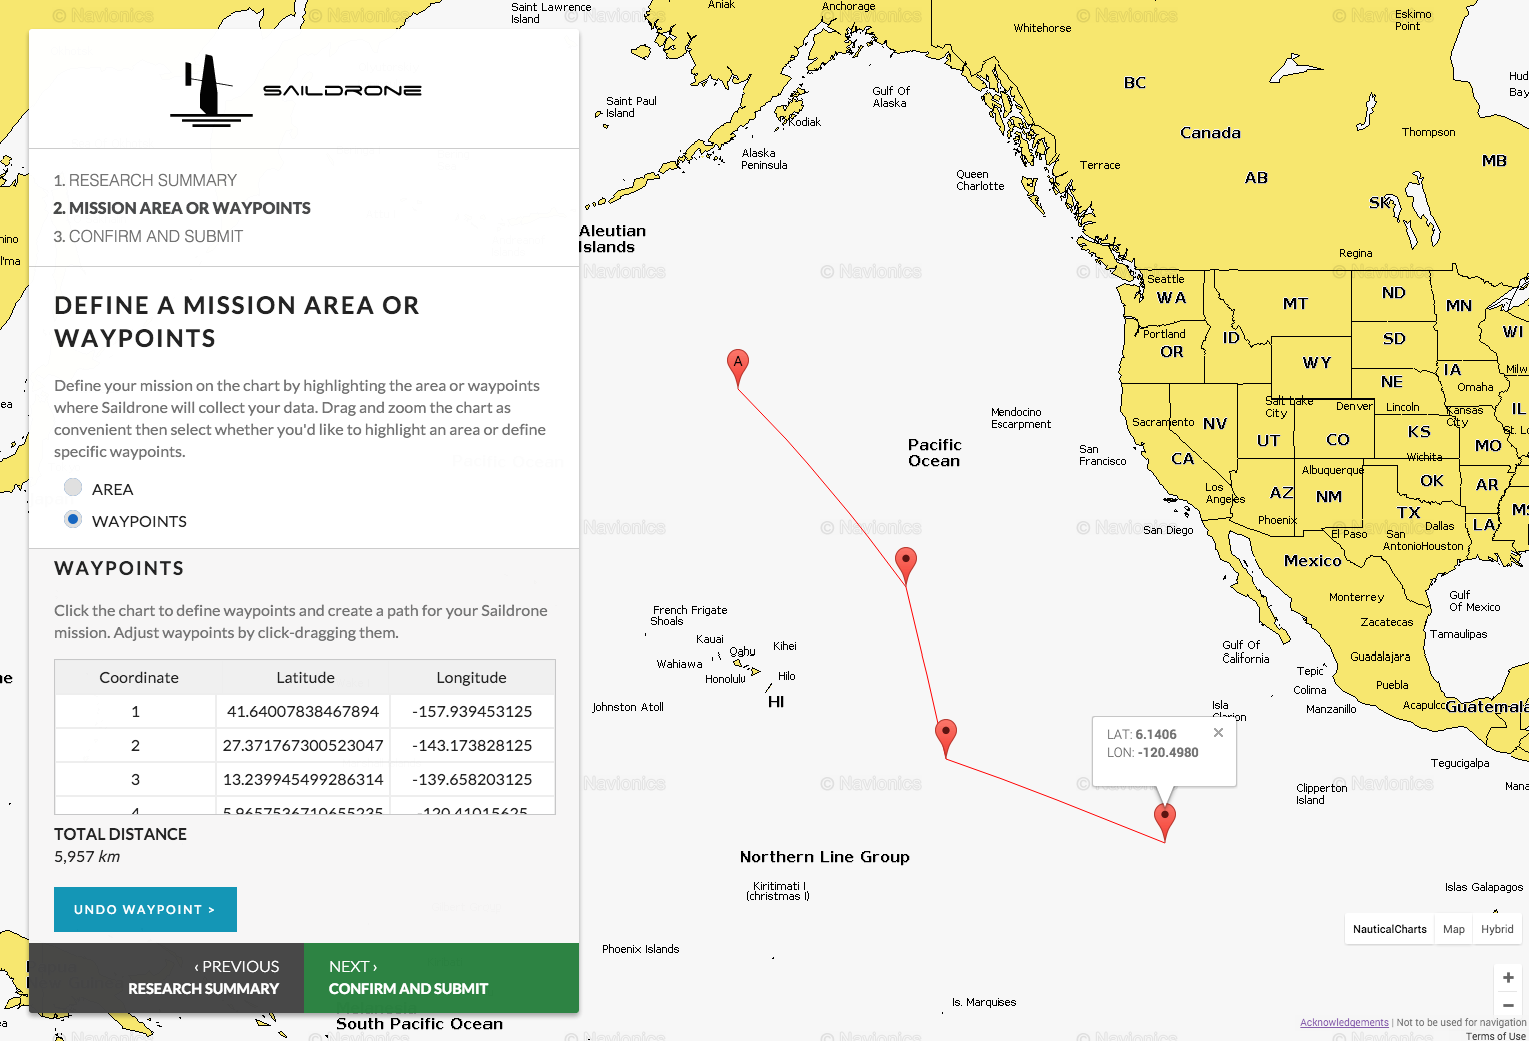 SAILDRONE
1. RESEARCH SUMMARY
2. MISSION AREA OR WAYPOINTS
3. CONFIRM AND SUBMIT
DEFINE A MISSION AREA OR
WAYPOINTS
Define your mission on the chart by highlighting the area or waypoints
where Saildrone will collect your data. Drag and zoom the chart as
convenient then select whether you'd like to highlight an area or define
specific waypoints.
AREA
WAYPOINTS
WAYPOINTS
Click the chart to define waypoints and create a path for your Saildrone
mission. Adjust waypoints by click-dragging them.
Coordinate Latitude Longitude
1 41.64007838467894 -157.939453125
2 27.371767300523047 -143.173828125
3 13.239945499286314 -139.658203125
4 5.9657536710655235 -120.41015625
TOTAL DISTANCE
5,957 km
UNDO WAYPOINT >
‹ PREVIOUS
RESEARCH SUMMARY
NEXT ›
CONFIRM AND SUBMIT
South Pacific Ocean
© Navionics
Saint Lawrence
Island
Aniak
Anchorage
Whitehorse
Eskimo
Point
Hud
Bay
BC
Gulf Of
Alaska
Saint Paul
Island
Kodiak
Canada
Thompson
MB
Alaska
Peninsula
Terrace
AB
Queen
Charlotte
SK
Aleutian
Islands
Regina
Seattle
WA
MT
ND
MN
Portland
OR
ID
SD
WI
WY
IA
Milw
NE
Omaha
Salt Lake
City
Denver
Lincoln
Kansas
City
IL
Sacramento
NV
UT
CO
KS
St. Lo
MO
Mendocino
Escarpment
Pacific
Ocean
San
Francisco
CA
Wichita
Albuquerque
OK
AR
Los
Angeles
AZ
NM
TX
MS
Phoenix
Dallas
LA
San Diego
El Paso
San
Antonio
Houston
Mexico
Monterrey
Gulf
Of Mexico
Zacatecas
Tamaulipas
Gulf Of
California
Guadalajara
Tepic
Puebla
Colima
Acapulco
Guatemala
Manzanillo
Isla
Clarion
Tegucigalpa
Clipperton
Island
Mana
A
French Frigate
Shoals
Kauai
Oahu
Kihei
Wahiawa
Honolulu
Hilo
HI
Johnston Atoll
LAT: 6.1406
LON: -120.4980
Northern Line Group
Kiritimati I
(christmas I)
Islas Galapagos
Phoenix Islands
Is. Marquises
NauticalCharts Map Hybrid
+
−
Acknowledgements | Not to be used for navigation
Terms of Use